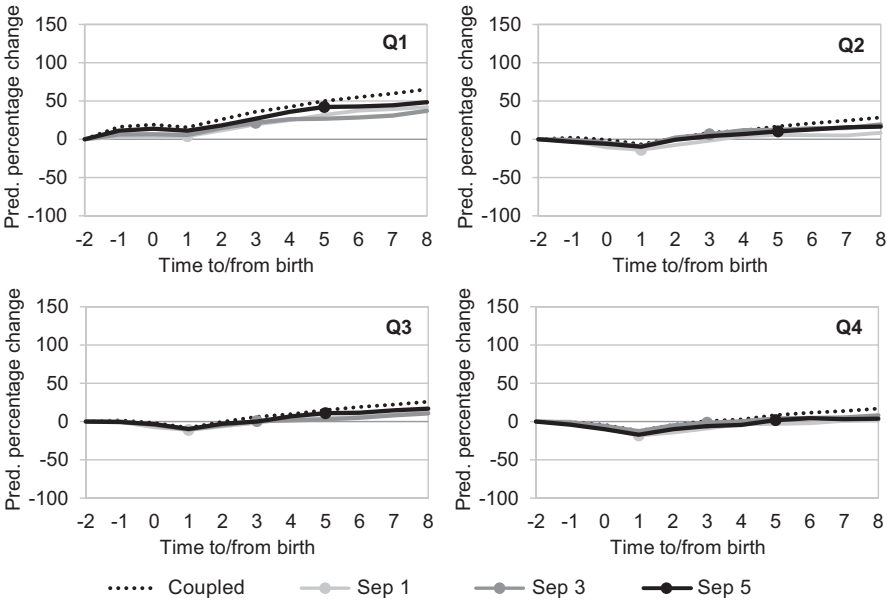 Pred. percentage change
150
100
50
0
-50
-100
Q1
-2 -1 0 1 2 3 4 5 6 7 8
Time to/from birth
Pred. percentage change
150
100
50
0
-50
-100
Q2
-2 -1 0 1 2 3 4 5 6 7 8
Time to/from birth
Pred. percentage change
150
100
50
0
-50
-100
Q3
-2 -1 0 1 2 3 4 5 6 7 8
Time to/from birth
Pred. percentage change
150
100
50
0
-50
-100
Q4
-2 -1 0 1 2 3 4 5 6 7 8
Time to/from birth
Coupled Sep 1 Sep 3 Sep 5